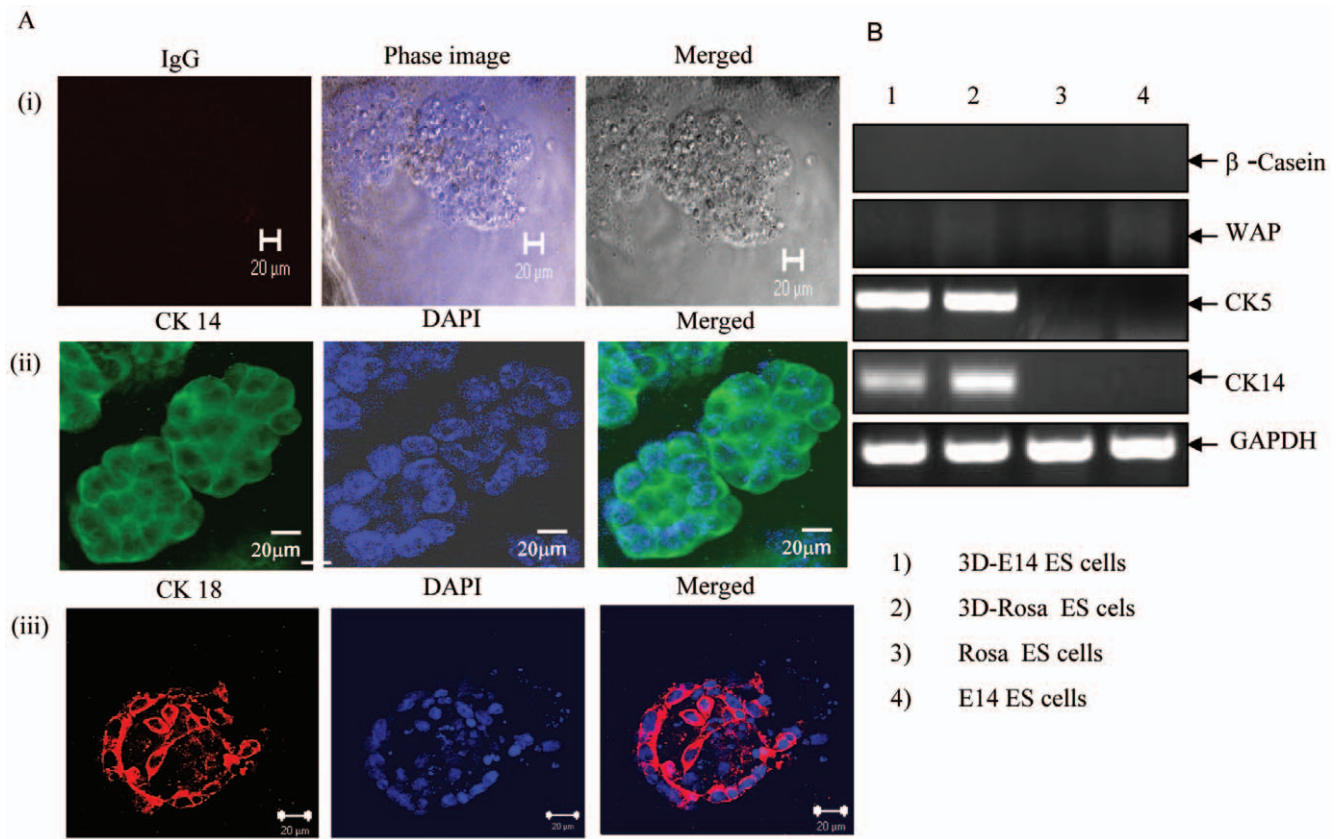 A
B
IgG Phase image Merged
(i)
20 µm 20 µm 20 µm
CK 14 DAPI Merged
(ii)
20µm 20µm 20µm
CK 18 DAPI Merged
(iii)
20 µm 20 µm 20 µm
1 2 3 4
β -Casein
WAP
CK5
CK14
GAPDH
1) 3D-E14 ES cells
2) 3D-Rosa ES cels
3) Rosa ES cells
4) E14 ES cells